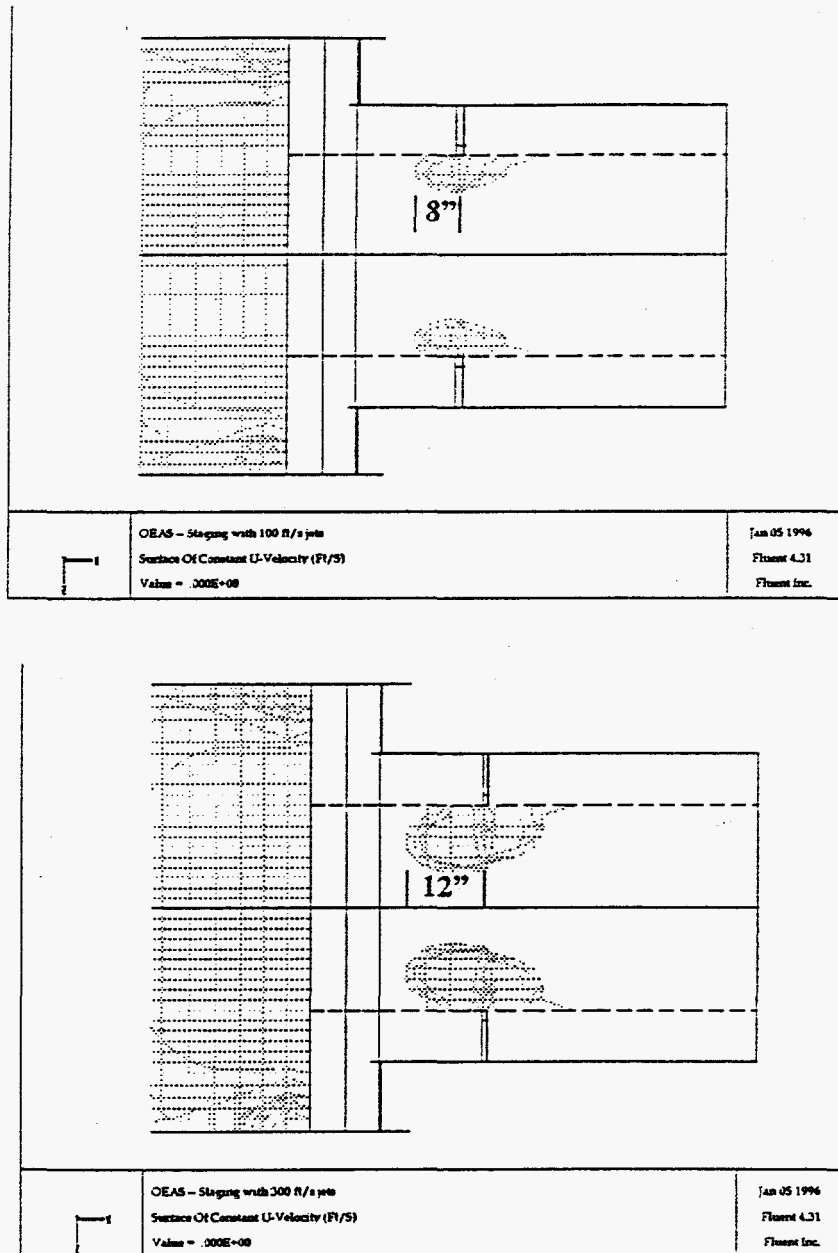 8”
OEAS – Staging with 100 ft/s jets
Surface Of Constant U-Velocity (Ft/S)
Value = .000E+00
Jan 05 1996
Fluent 4.31
Fluent Inc.
12”
OEAS – Staging with 300 ft/s jets
Surface Of Constant U-Velocity (Ft/S)
Value = .000E+00
Jan 05 1996
Fluent 4.31
Fluent Inc.